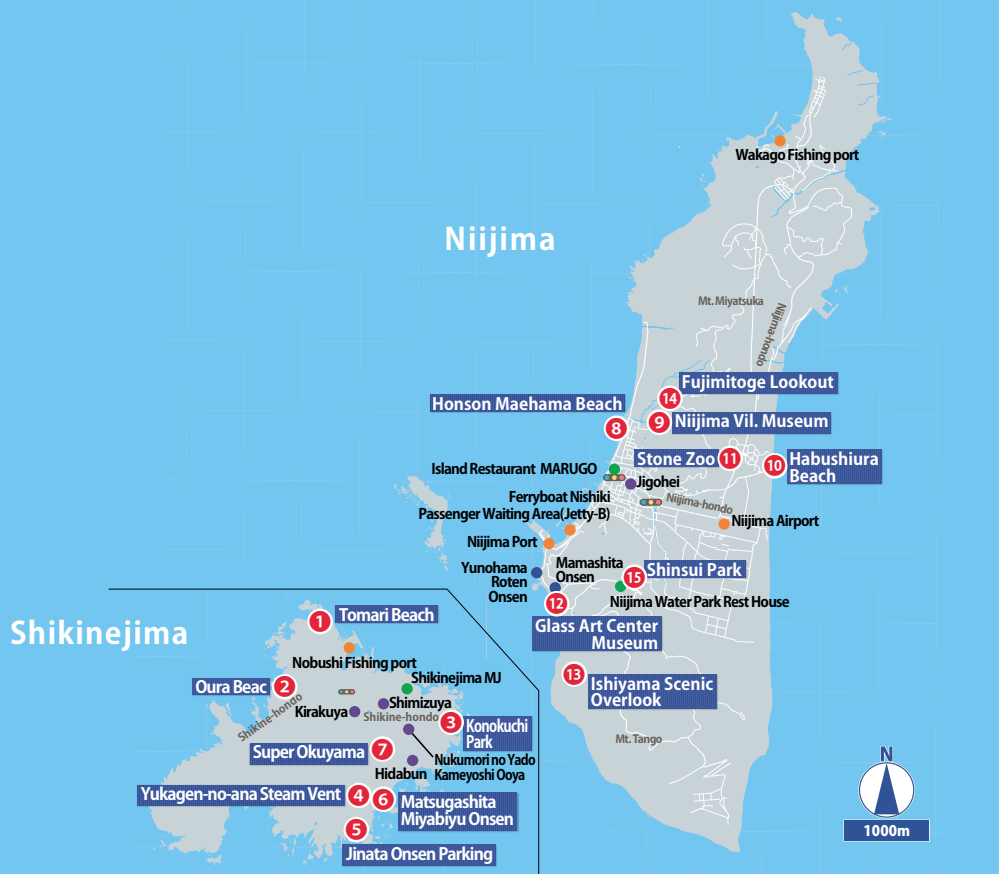 Wakago Fishing port
Niijima
Mt. Miyatsuka
Niijima-hondo
Fujimitoge Lookout
14
Honson Maehama Beach
8
9
Niijima Vil. Museum
Stone Zoo
11
10
Habushiura
Beach
Island Restaurant MARUGO
Jigohei
Ferryboat Nishiki
Passenger Waiting Area(Jetty-B)
Niijima-hondo
Niijima Airport
Niijima Port
Yunohama
Roten
Onsen
Mamashita
Onsen
15
Shinsui Park
Niijima Water Park Rest House
12
Glass Art Center
Museum
13
Ishiyama Scenic
Overlook
Mt. Tango
Shikinejima
1
Tomari Beach
Nobushi Fishing port
Oura Beac
2
Shikinejima MJ
Shimizuya
Kirakuya
Shikine-hondo
Shikine-hondo
3
Konokuchi
Park
Super Okuyama
7
Nukumori no Yado
Kameyoshi Ooya
Hidabun
Yukagen-no-ana Steam Vent
4
6
Matsugashita
Miyabiyu Onsen
5
Jinata Onsen Parking
N
1000m